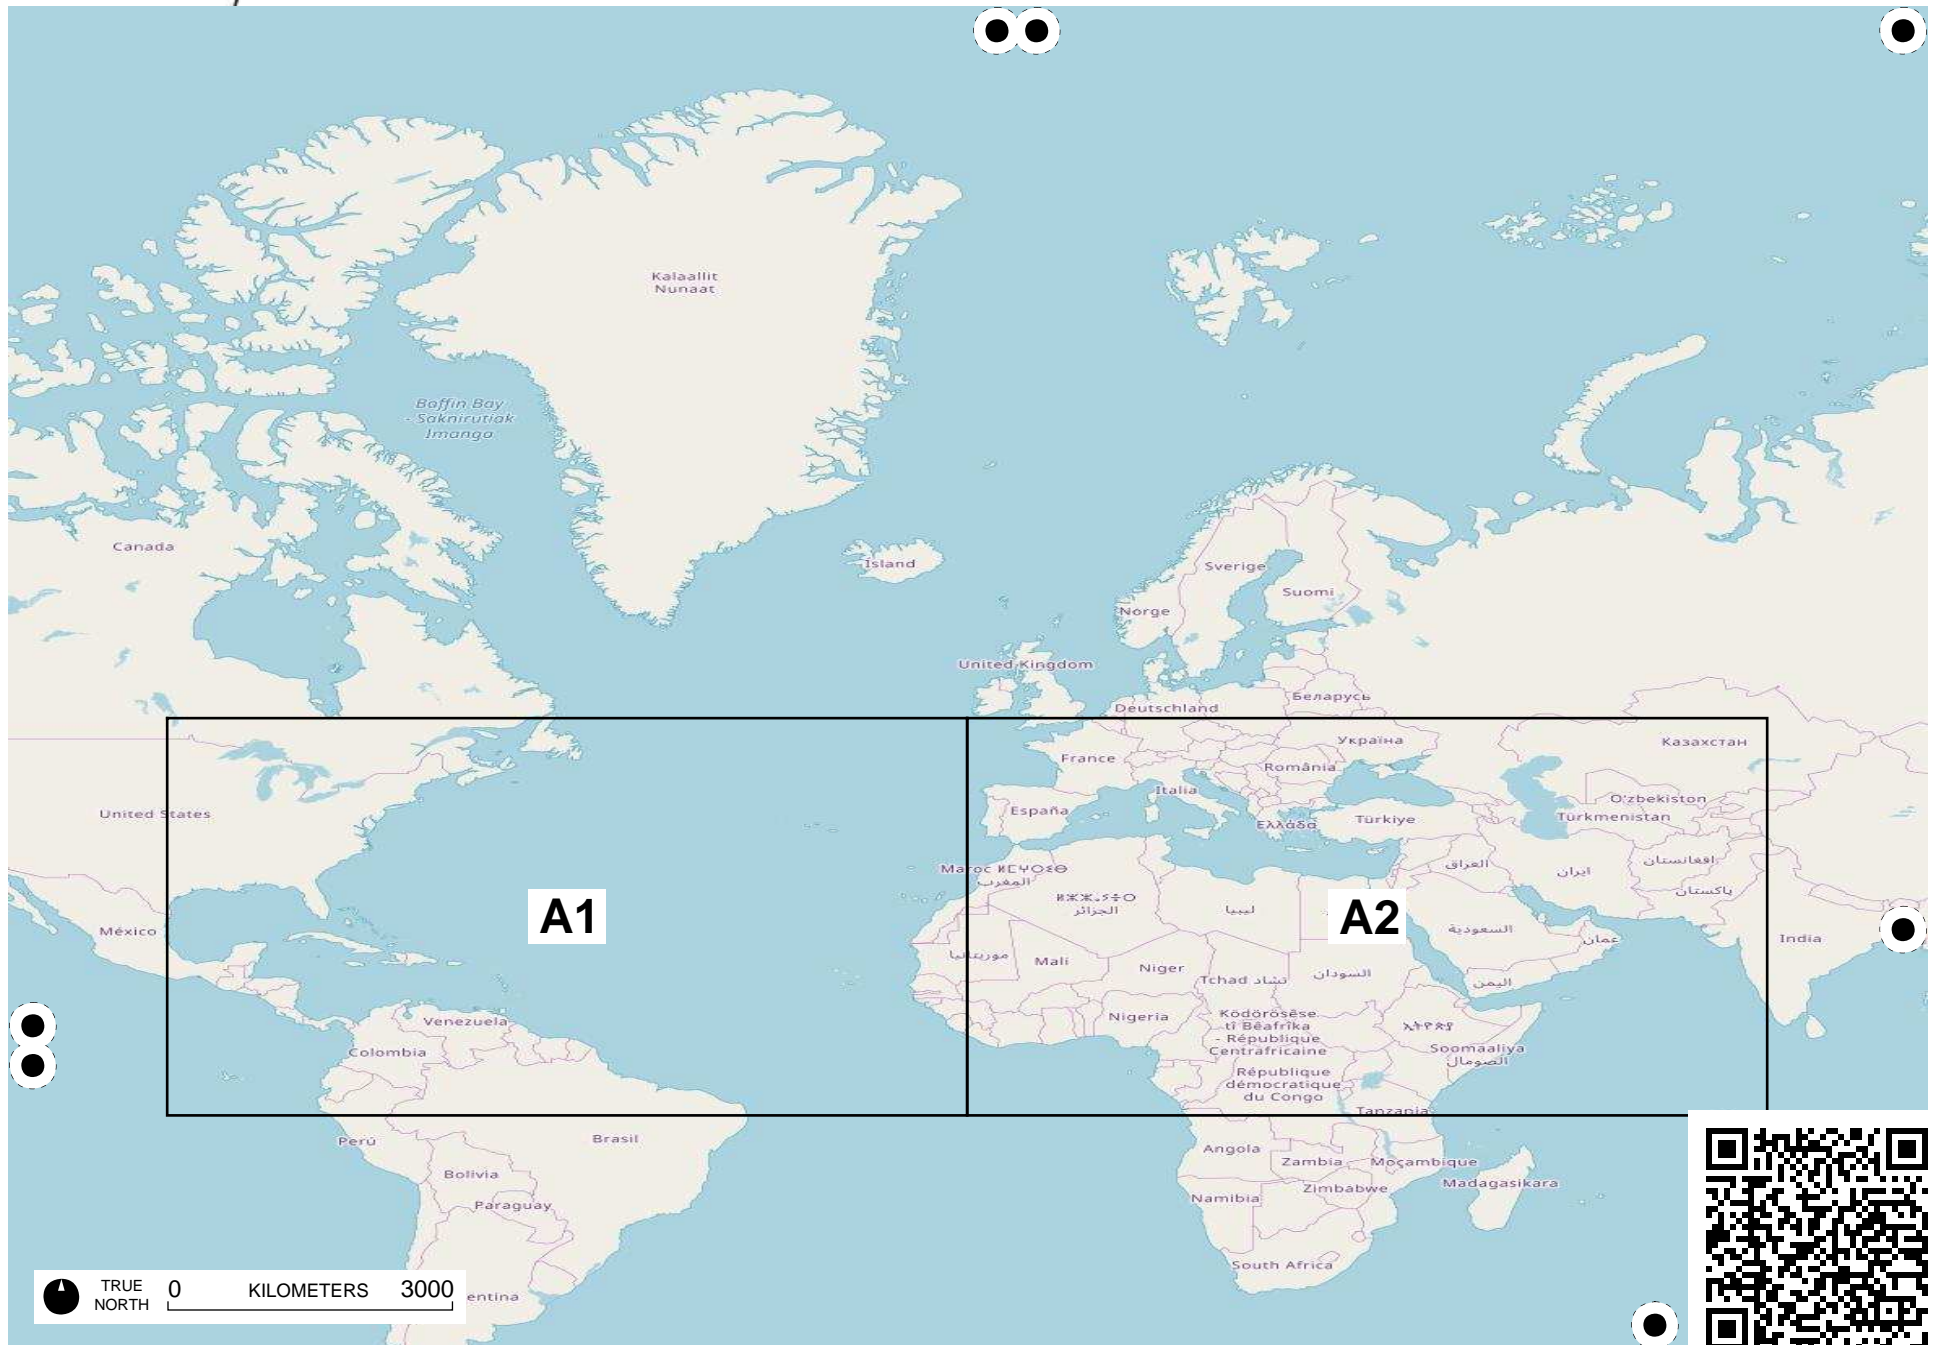 Kalaallit
Nunaat
Baffin Bay
- Saknirutiak
Imanga
Canada
Ísland
Sverige
Suomi
Norge
United Kingdom
Беларусь
Deutschland
Україна
Казахстан
France
România
Italia
O'zbekiston
España
Türkmenistan
United States
Ελλάδα
Türkiye
العراق
افغانستان
ایران
Maroc ⵍⵎⵖⵔⵉⴱ
المغرب
پاکستان
الجزائر
ليبيا
A1
A2
México
السعودية
عمان
India
موريتانيا
Mali
Niger
Tchad تشاد
السودان
اليمن
Venezuela
Nigeria
Ködörösêse
tî Bêafrîka
- République
Centrafricaine
ኢትዮጵያ
Colombia
Soomaaliya
الصومال
République
démocratique
du Congo
Tanzania
Perú
Brasil
Angola
Zambia
Moçambique
Bolivia
Zimbabwe
Madagasikara
Paraguay
Namibia
South Africa
TRUE
NORTH
0 KILOMETERS 3000
entina